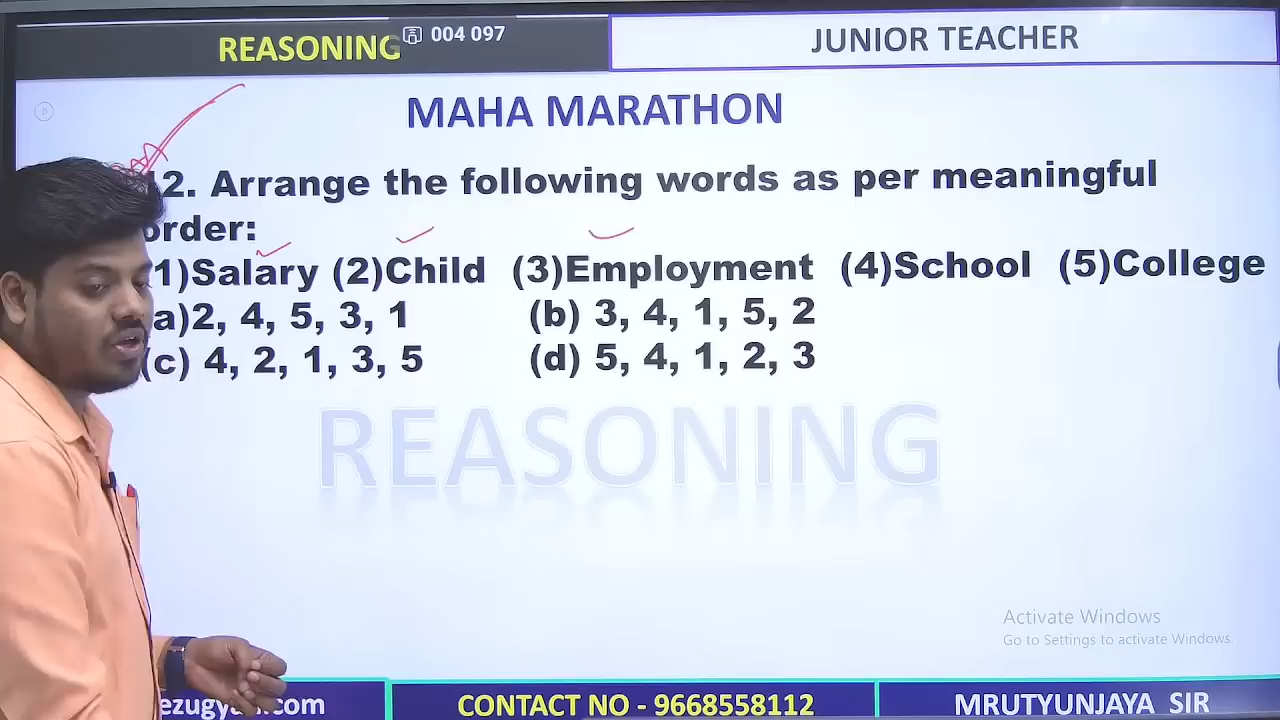 REASONING
004 097
JUNIOR TEACHER
MAHA MARATHON
12. Arrange the following words as per meaningful
order:
1)Salary (2)Child (3)Employment (4)School (5)College
a)2, 4, 5, 3, 1 (b) 3, 4, 1, 5, 2
(c) 4, 2, 1, 3, 5 (d) 5, 4, 1, 2, 3
REASONING
Activate Windows
Go to Settings to activate Windows.
CONTACT NO - 9668558112
MRUTYUNJAYA SIR